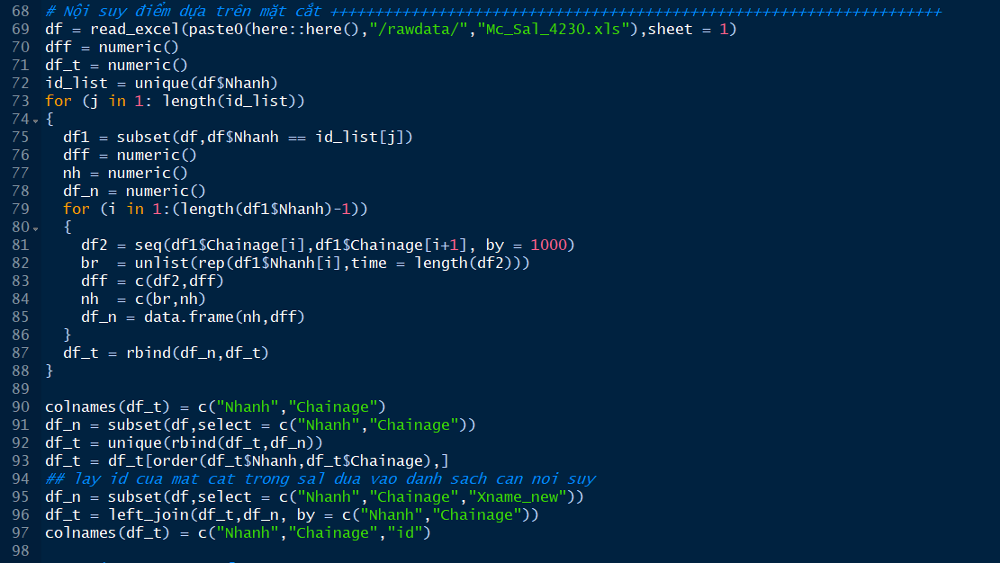 68 # Nội suy điểm dựa trên mặt cắt ++++++++++++++++++++++++++++++++++++++++++++++++++++++++++++++++++++
69 df = read_excel(paste0(here::here(),"/rawdata/","Mc_Sal_4230.xls"),sheet = 1)
70 dff = numeric()
71 df_t = numeric()
72 id_list = unique(df$Nhanh)
73 for (j in 1: length(id_list))
74 {
75   df1 = subset(df,df$Nhanh == id_list[j])
76   dff = numeric()
77   nh = numeric()
78   df_n = numeric()
79   for (i in 1:(length(df1$Nhanh)-1))
80   {
81     df2 = seq(df1$Chainage[i],df1$Chainage[i+1], by = 1000)
82     br  = unlist(rep(df1$Nhanh[i],time = length(df2)))
83     dff = c(df2,dff)
84     nh  = c(br,nh)
85     df_n = data.frame(nh,dff)
86   }
87   df_t = rbind(df_n,df_t)
88 }
89
90 colnames(df_t) = c("Nhanh","Chainage")
91 df_n = subset(df,select = c("Nhanh","Chainage"))
92 df_t = unique(rbind(df_t,df_n))
93 df_t = df_t[order(df_t$Nhanh,df_t$Chainage),]
94 ## lay id cua mat cat trong sal dua vao danh sach can noi suy
95 df_n = subset(df,select = c("Nhanh","Chainage","Xname_new"))
96 df_t = left_join(df_t,df_n, by = c("Nhanh","Chainage"))
97 colnames(df_t) = c("Nhanh","Chainage","id")
98